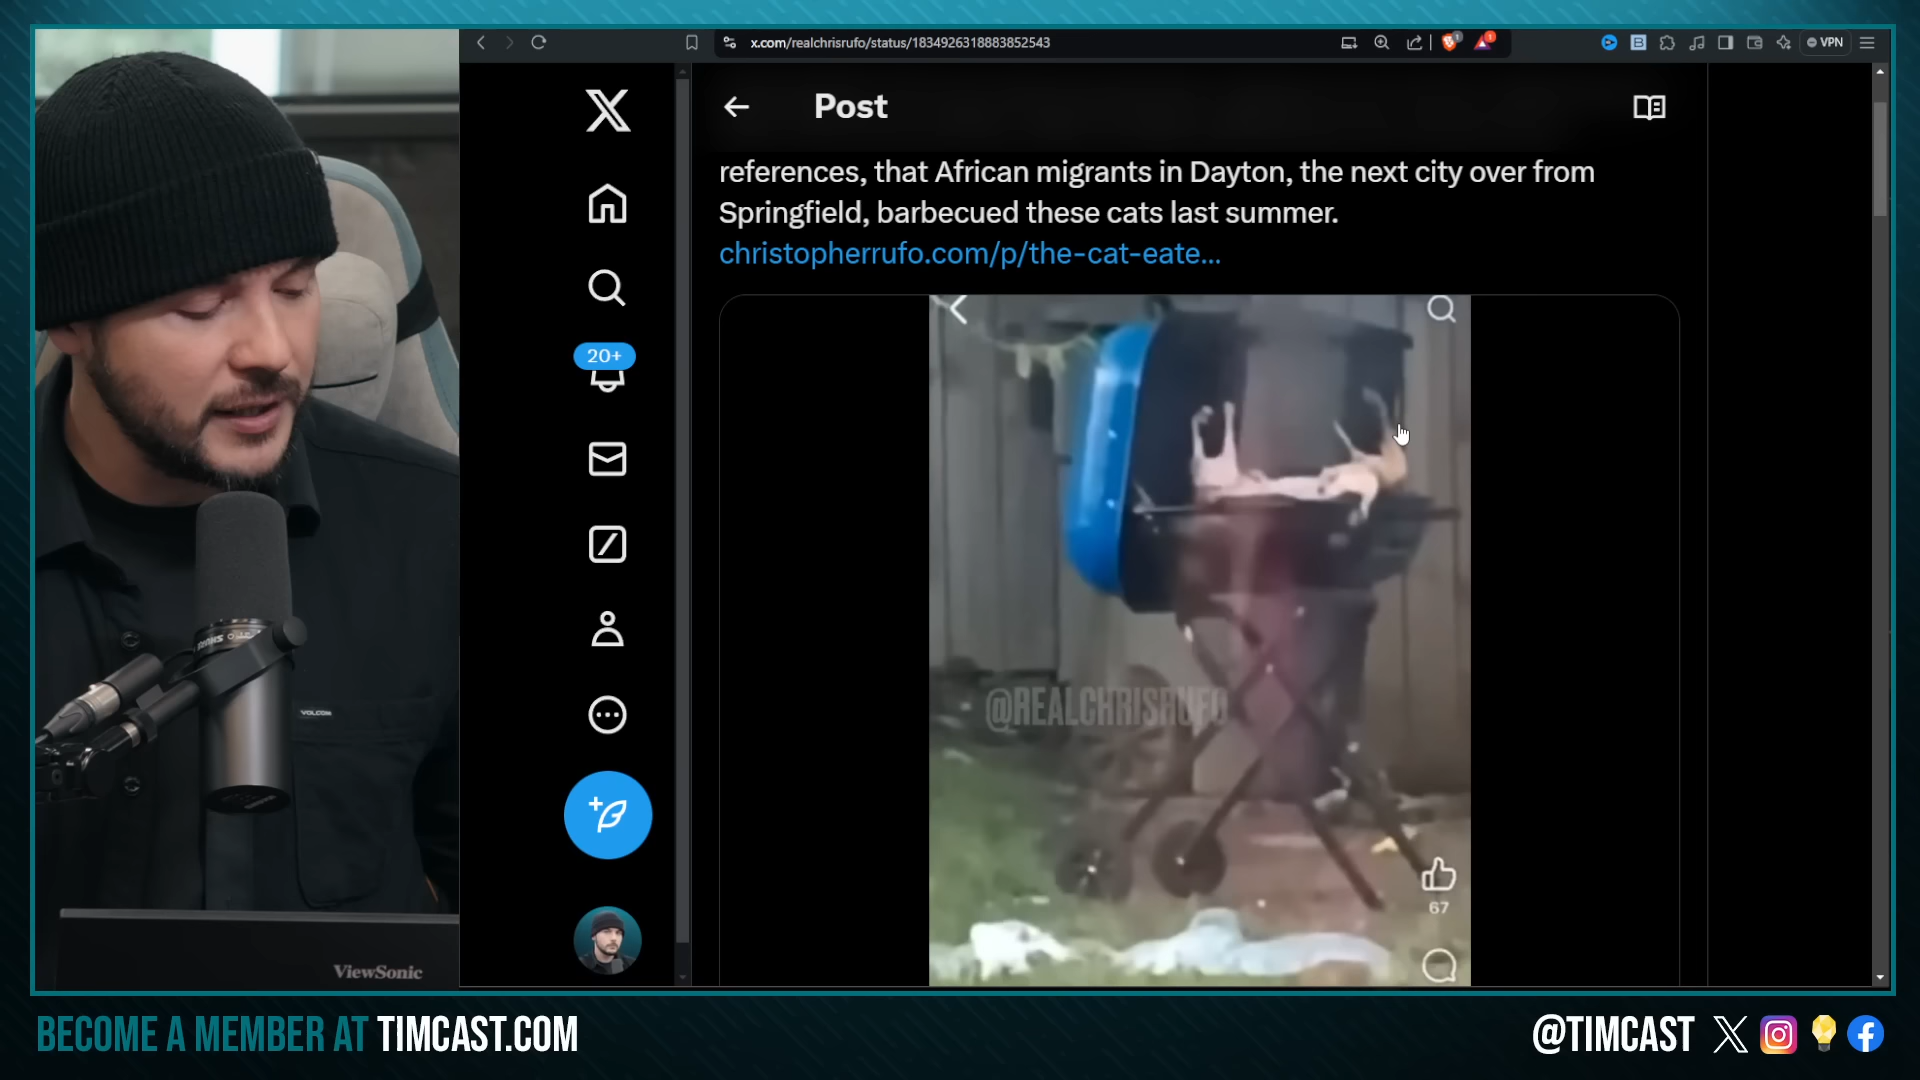 x.com/realchrisrufo/status/1834926318883852543
VPN
Post
references, that African migrants in Dayton, the next city over from
Springfield, barbecued these cats last summer.
christopherrufo.com/p/the-cat-eate...
20+
@REALCHRISRUFO
67
VOLCOM
ViewSonic
BECOME A MEMBER AT TIMCAST.COM
@TIMCAST